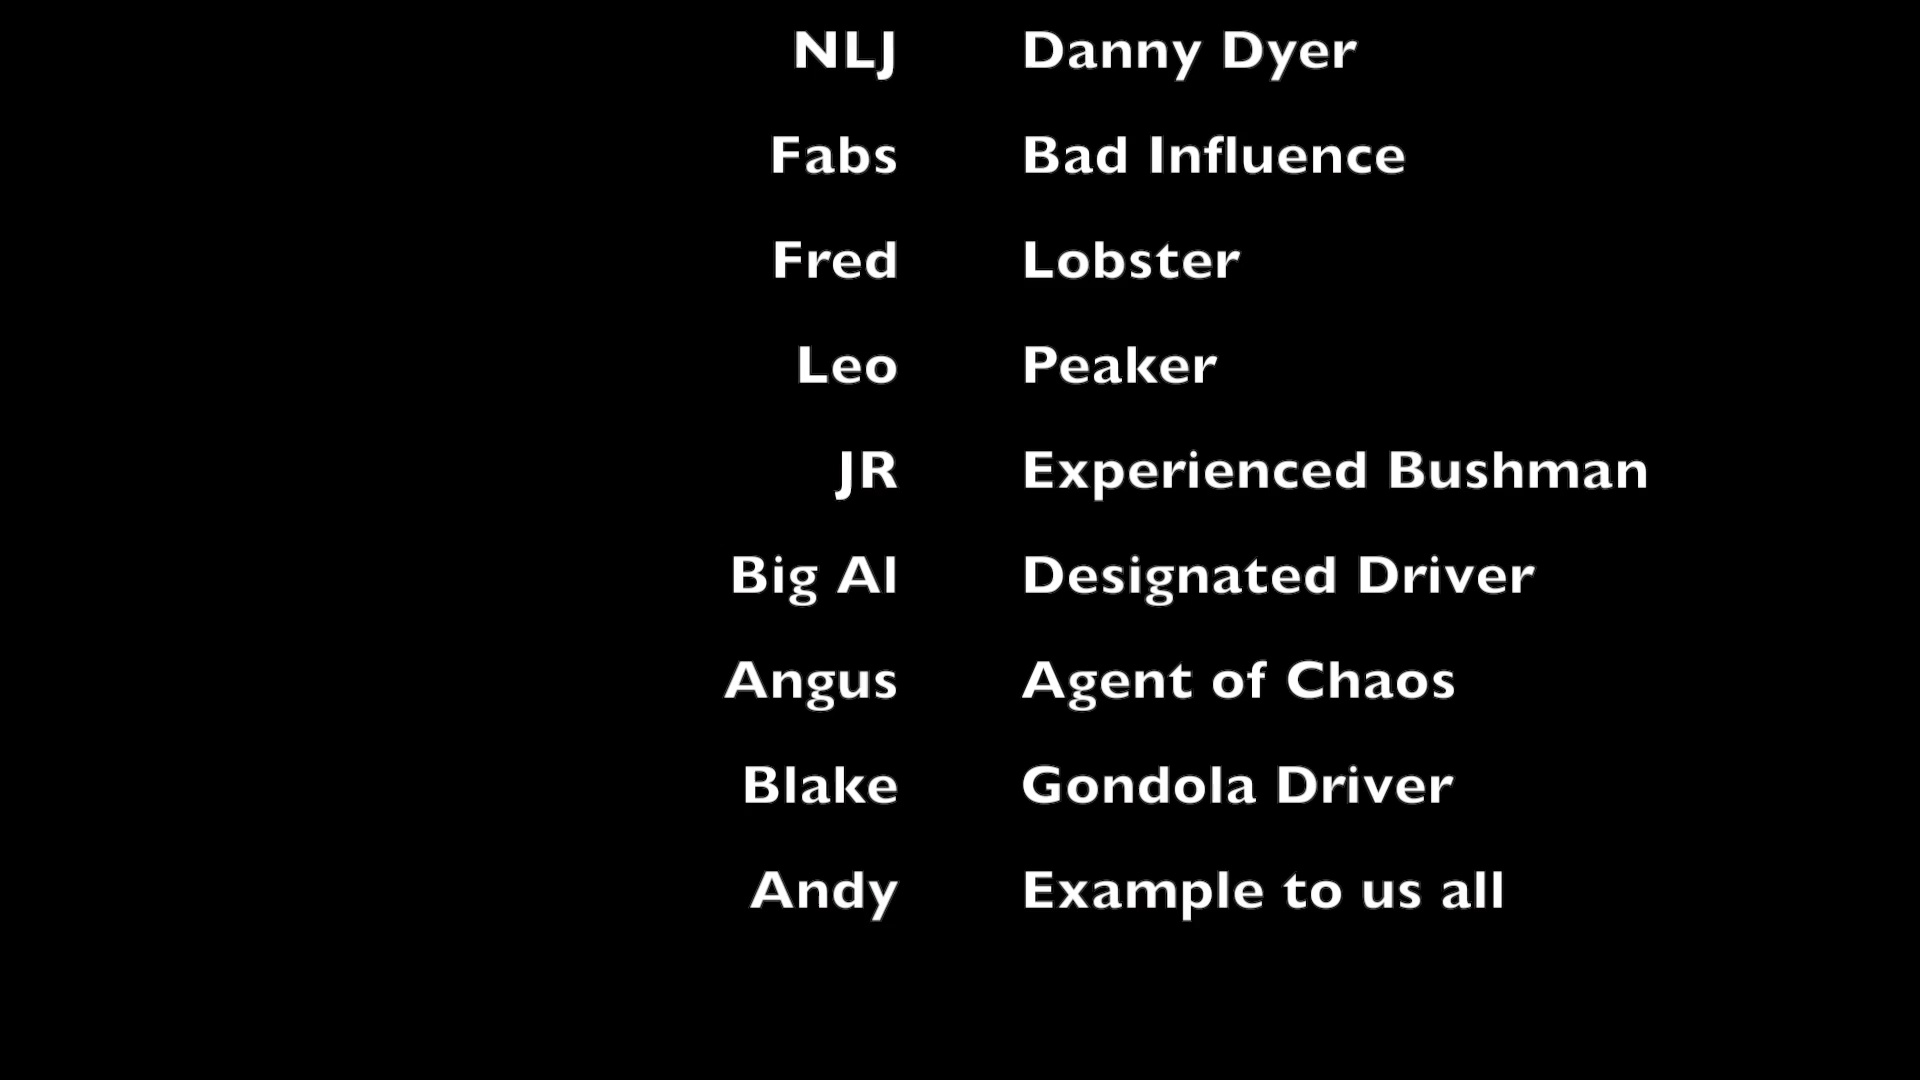 NLJ Danny Dyer
Fabs Bad Influence
Fred Lobster
Leo Peaker
JR Experienced Bushman
Big Al Designated Driver
Angus Agent of Chaos
Blake Gondola Driver
Andy Example to us all